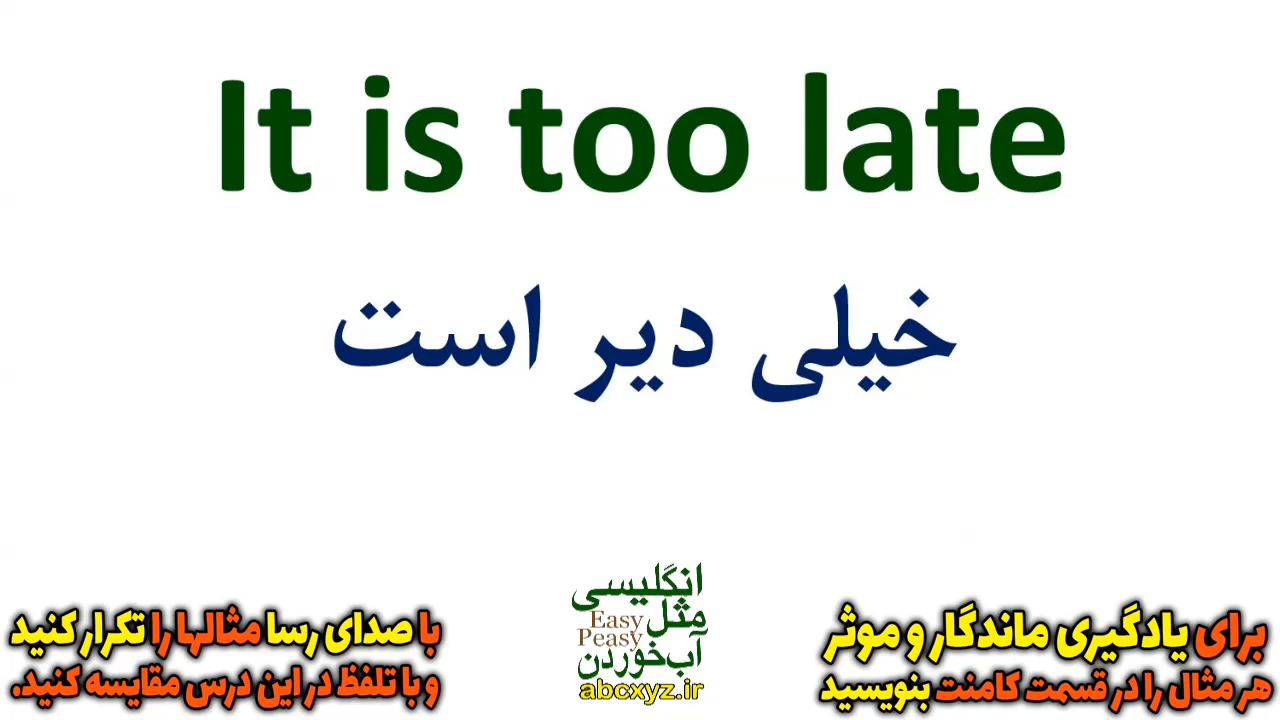 It is too late
خیلی دیر است
برای یادگیری ماندگار و موثر
هر مثال را در قسمت کامنت بنویسید
انگلیسی
مثل
Easy
Peasy
آب‌خوردن
abcxyz.ir
با صدای رسا مثالها را تکرار کنید
و با تلفظ در این درس مقایسه کنید.